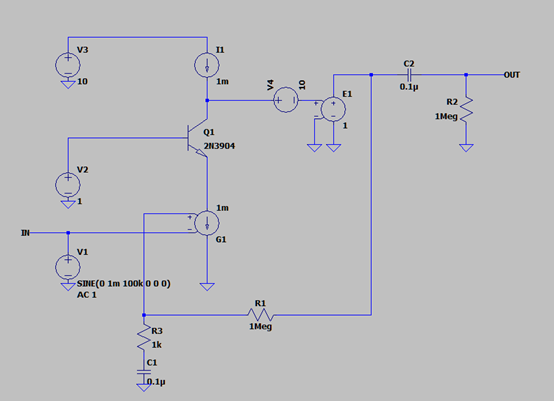 V3
10
I1
1m
V4
10
C2
0.1µ
OUT
E1
1
R2
1Meg
Q1
2N3904
V2
1
1m
G1
IN
V1
SINE(0 1m 100k 0 0 0)
AC 1
R1
1Meg
R3
1k
C1
0.1µ